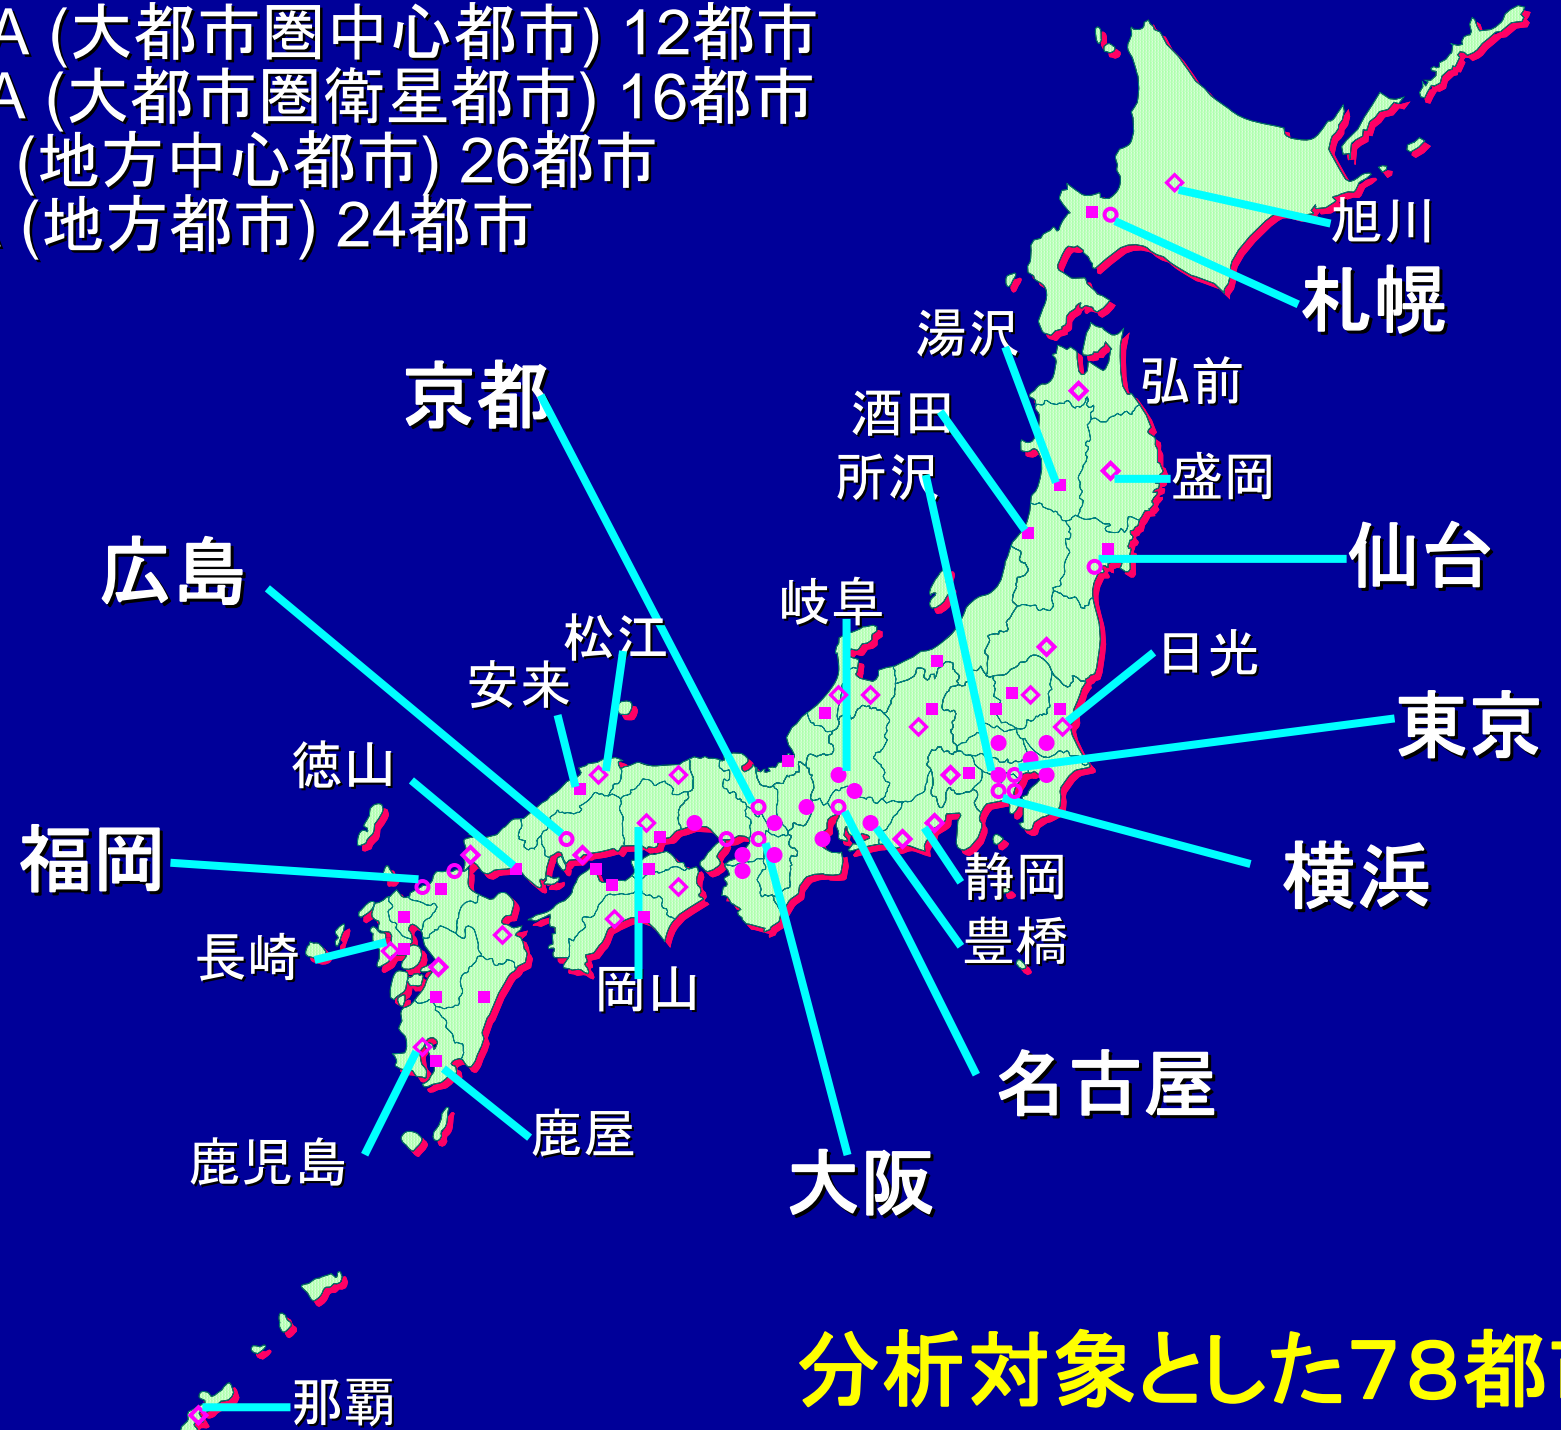 A (大都市圏中心都市) 12都市
A (大都市圏衛星都市) 16都市
(地方中心都市) 26都市
(地方都市) 24都市
旭川
札幌
湯沢
弘前
京都
酒田
所沢
盛岡
仙台
広島
岐阜
松江
日光
安来
東京
徳山
福岡
横浜
静岡
豊橋
長崎
岡山
名古屋
鹿屋
鹿児島
大阪
分析対象とした78都市
那覇